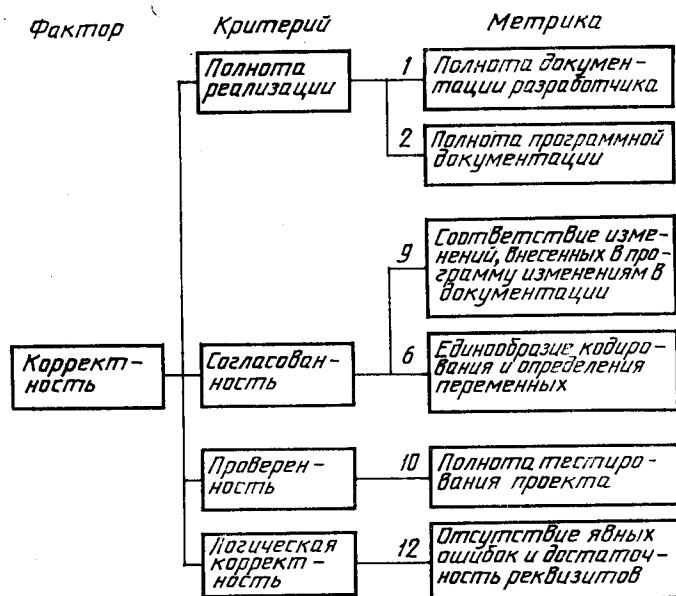 Фактор Критерий Метрика
Полнота
реализации
1
Полнота докумен-
тации разработчика
2
Полнота программной
документации
9
Соответствие изме-
нений, внесенных в про-
грамму изменениям в
документации
Коррект-
ность
Согласован-
ность
6
Единообразие кодиро-
вания и определения
переменных
Проверен-
ность
10
Полнота тестиро-
вания проекта
Логическая
коррект-
ность
12
Отсутствие явных
ошибок и достаточ-
ность реквизитов